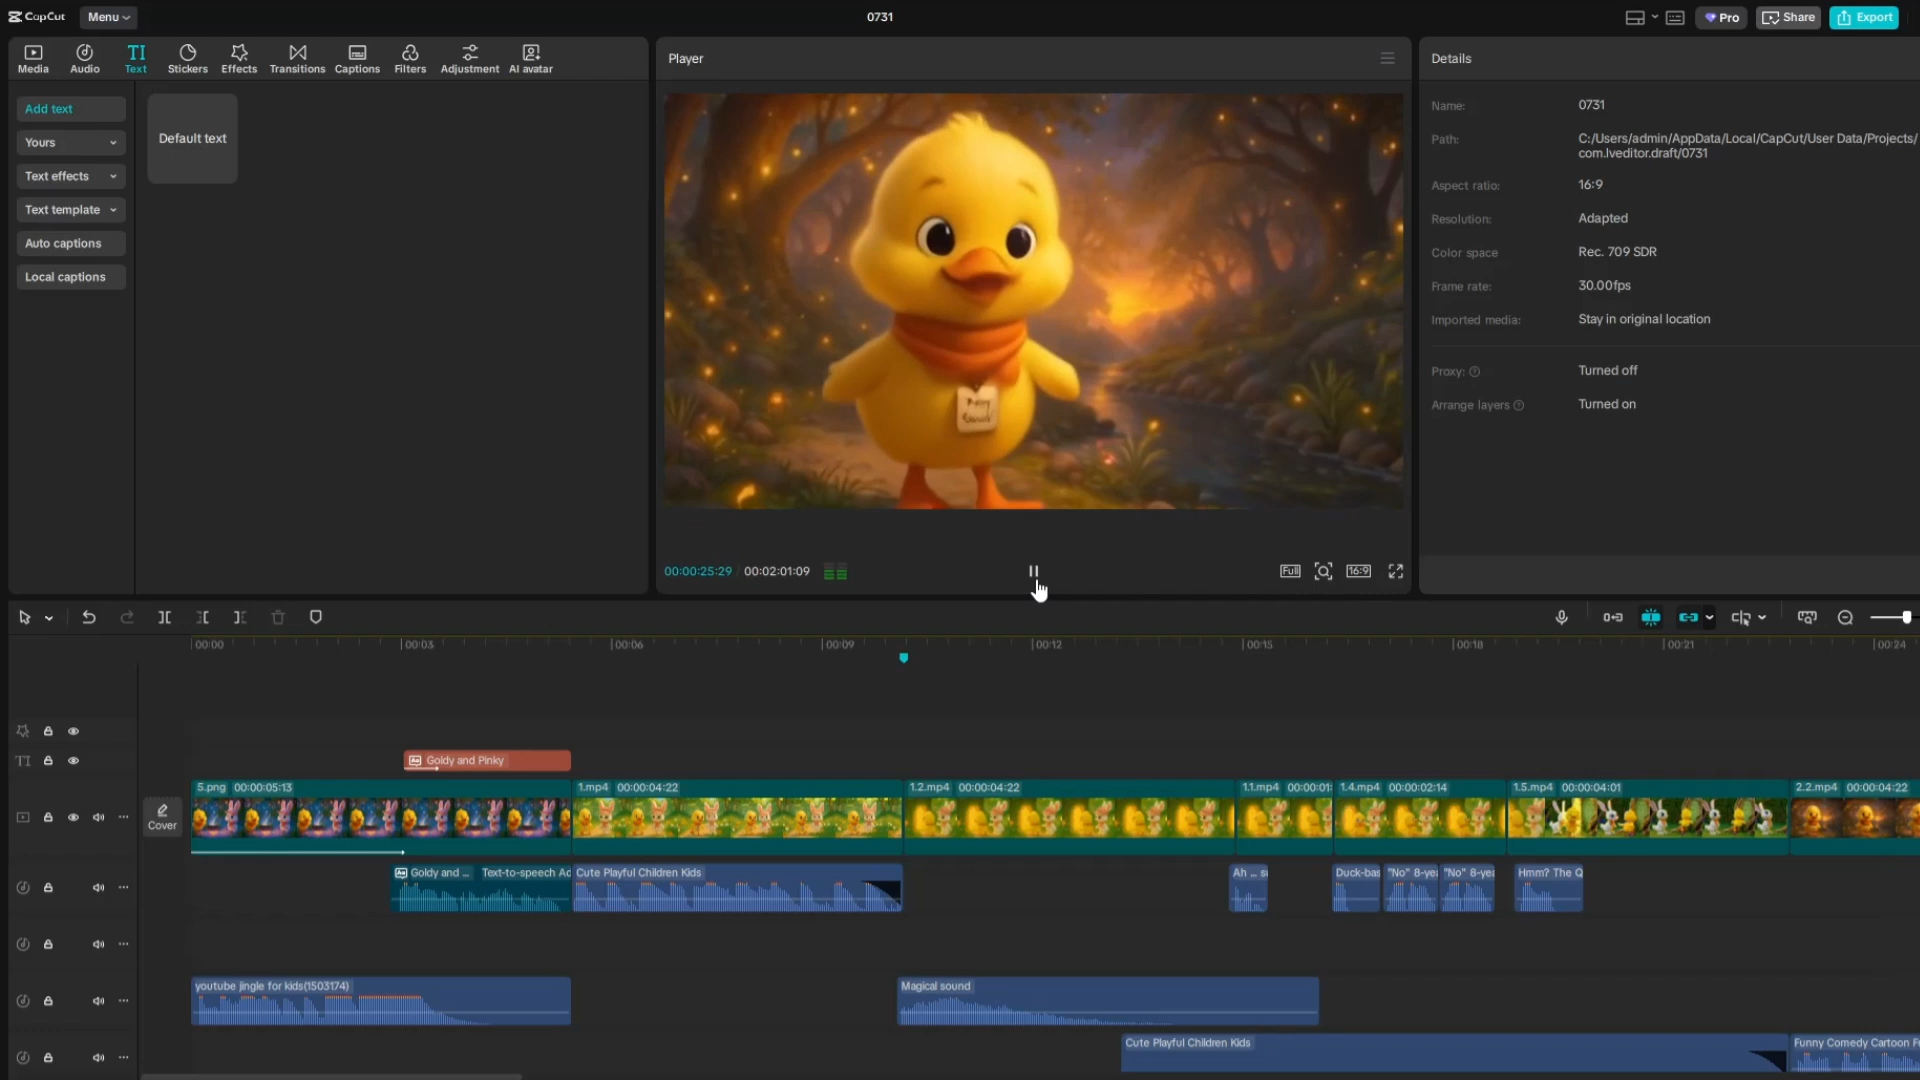 CapCut
Menu
0731
Pro
Share
Export
Media
Audio
TI
Text
Stickers
Effects
Transitions
Captions
Filters
Adjustment
AI avatar
Add text
Yours
Text effects
Text template
Auto captions
Local captions
Default text
Player
00:00:25:29
00:02:01:09
Full
16:9
Details
Name:
0731
Path:
C:/Users/admin/AppData/Local/CapCut/User Data/Projects/
com.lveditor.draft/0731
Aspect ratio:
16:9
Resolution:
Adapted
Color space
Rec. 709 SDR
Frame rate:
30.00fps
Imported media:
Stay in original location
Proxy:
Turned off
Arrange layers
Turned on
00:00
00:03
00:06
00:09
00:12
00:15
00:18
00:21
00:24
TI
Goldy and Pinky
Cover
5.png 00:00:05:13
1.mp4 00:00:04:22
1.2.mp4 00:00:04:22
1.1.mp4 00:00:01:
1.4.mp4 00:00:02:14
1.5.mp4 00:00:04:01
2.2.mp4 00:00:04:22
Goldy and ...
Text-to-speech Ad
Cute Playful Children Kids
Ah ... su
Duck-bas
"No" 8-yea
"No" 8-yea
Hmm? The Q
youtube jingle for kids(1503174)
Magical sound
Cute Playful Children Kids
Funny Comedy Cartoon F